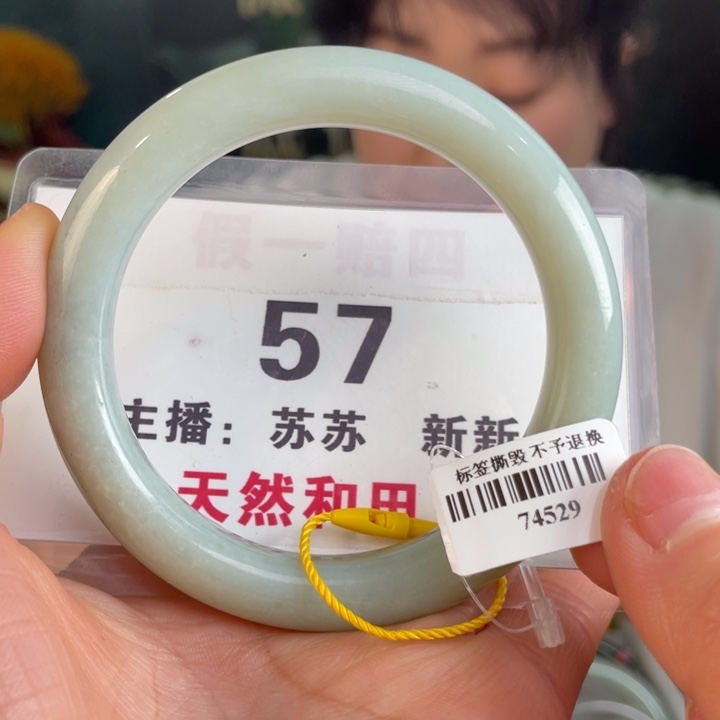 假一赔四
57
主播：苏苏 新新
天然和田
标签撕毁 不予退换
74529